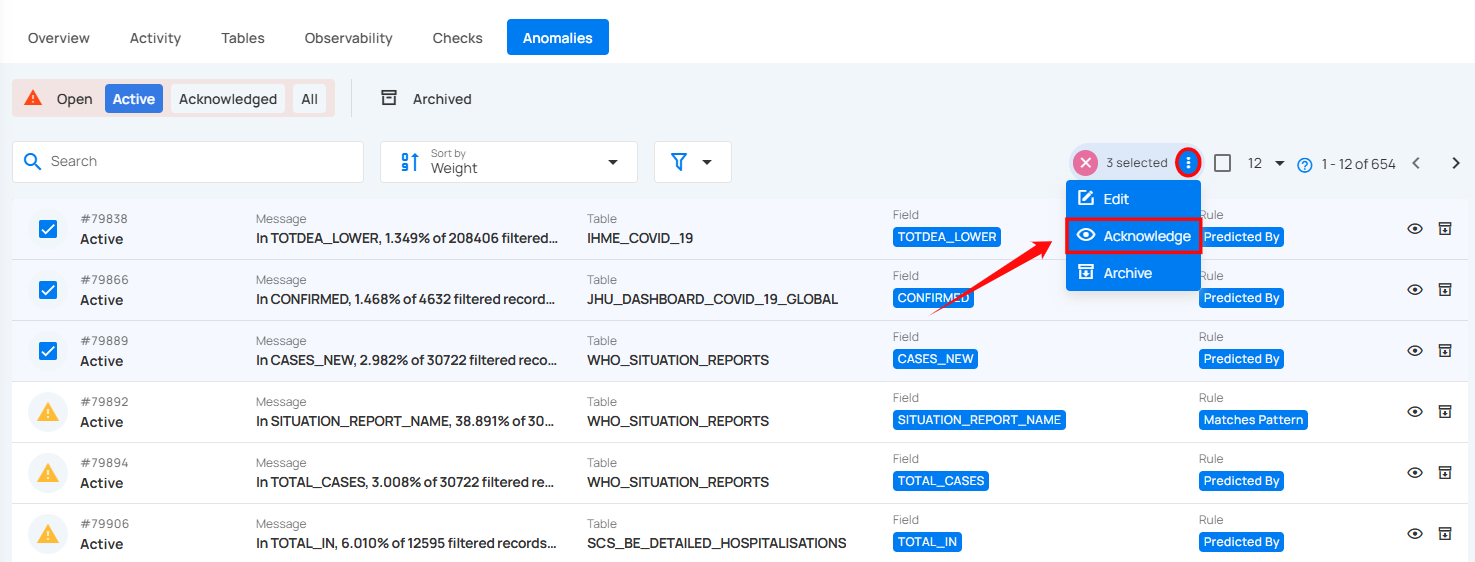 Overview Activity Tables Observability Checks Anomalies
Open Active Acknowledged All Archived
Search
Sort by
Weight
3 selected 12 1 - 12 of 654
Edit
Acknowledge
Archive
#79838
Active
Message
In TOTDEA_LOWER, 1.349% of 208406 filtered...
Table
IHME_COVID_19
Field
TOTDEA_LOWER
Rule
Predicted By
#79866
Active
Message
In CONFIRMED, 1.468% of 4632 filtered record...
Table
JHU_DASHBOARD_COVID_19_GLOBAL
Field
CONFIRMED
Predicted By
#79889
Active
Message
In CASES_NEW, 2.982% of 30722 filtered reco...
Table
WHO_SITUATION_REPORTS
Field
CASES_NEW
Rule
Predicted By
#79892
Active
Message
In SITUATION_REPORT_NAME, 38.891% of 30...
Table
WHO_SITUATION_REPORTS
Field
SITUATION_REPORT_NAME
Rule
Matches Pattern
#79894
Active
Message
In TOTAL_CASES, 3.008% of 30722 filtered re...
Table
WHO_SITUATION_REPORTS
Field
TOTAL_CASES
Rule
Predicted By
#79906
Active
Message
In TOTAL_IN, 6.010% of 12595 filtered records...
Table
SCS_BE_DETAILED_HOSPITALISATIONS
Field
TOTAL_IN
Rule
Predicted By